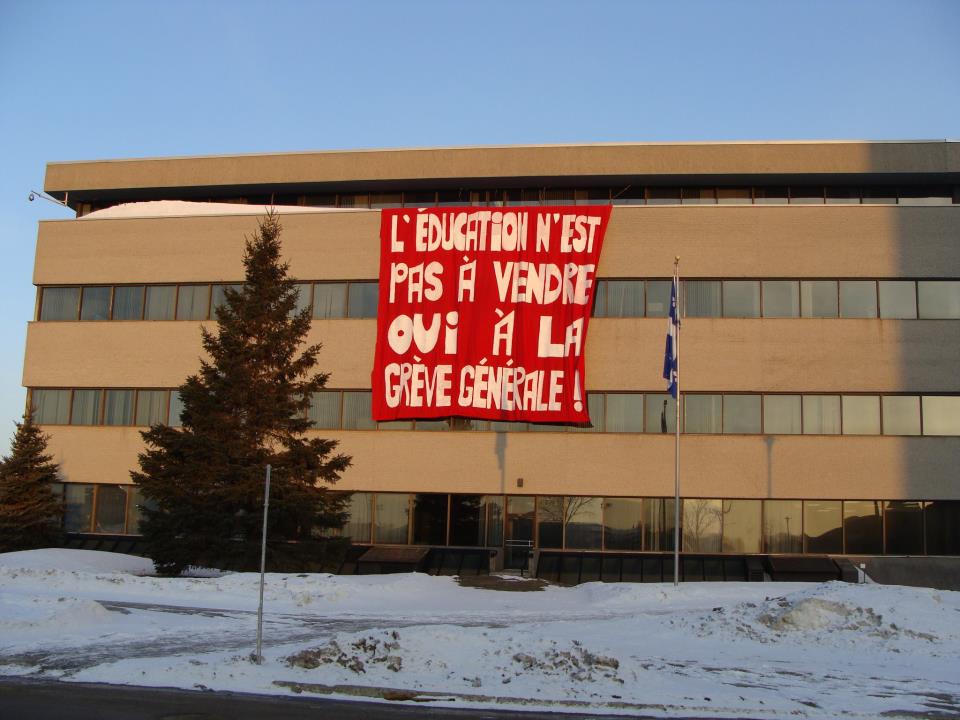 L'ÉDUCATION N'EST
PAS À VENDRE
OUI À LA
GRÈVE GÉNÉRALE !